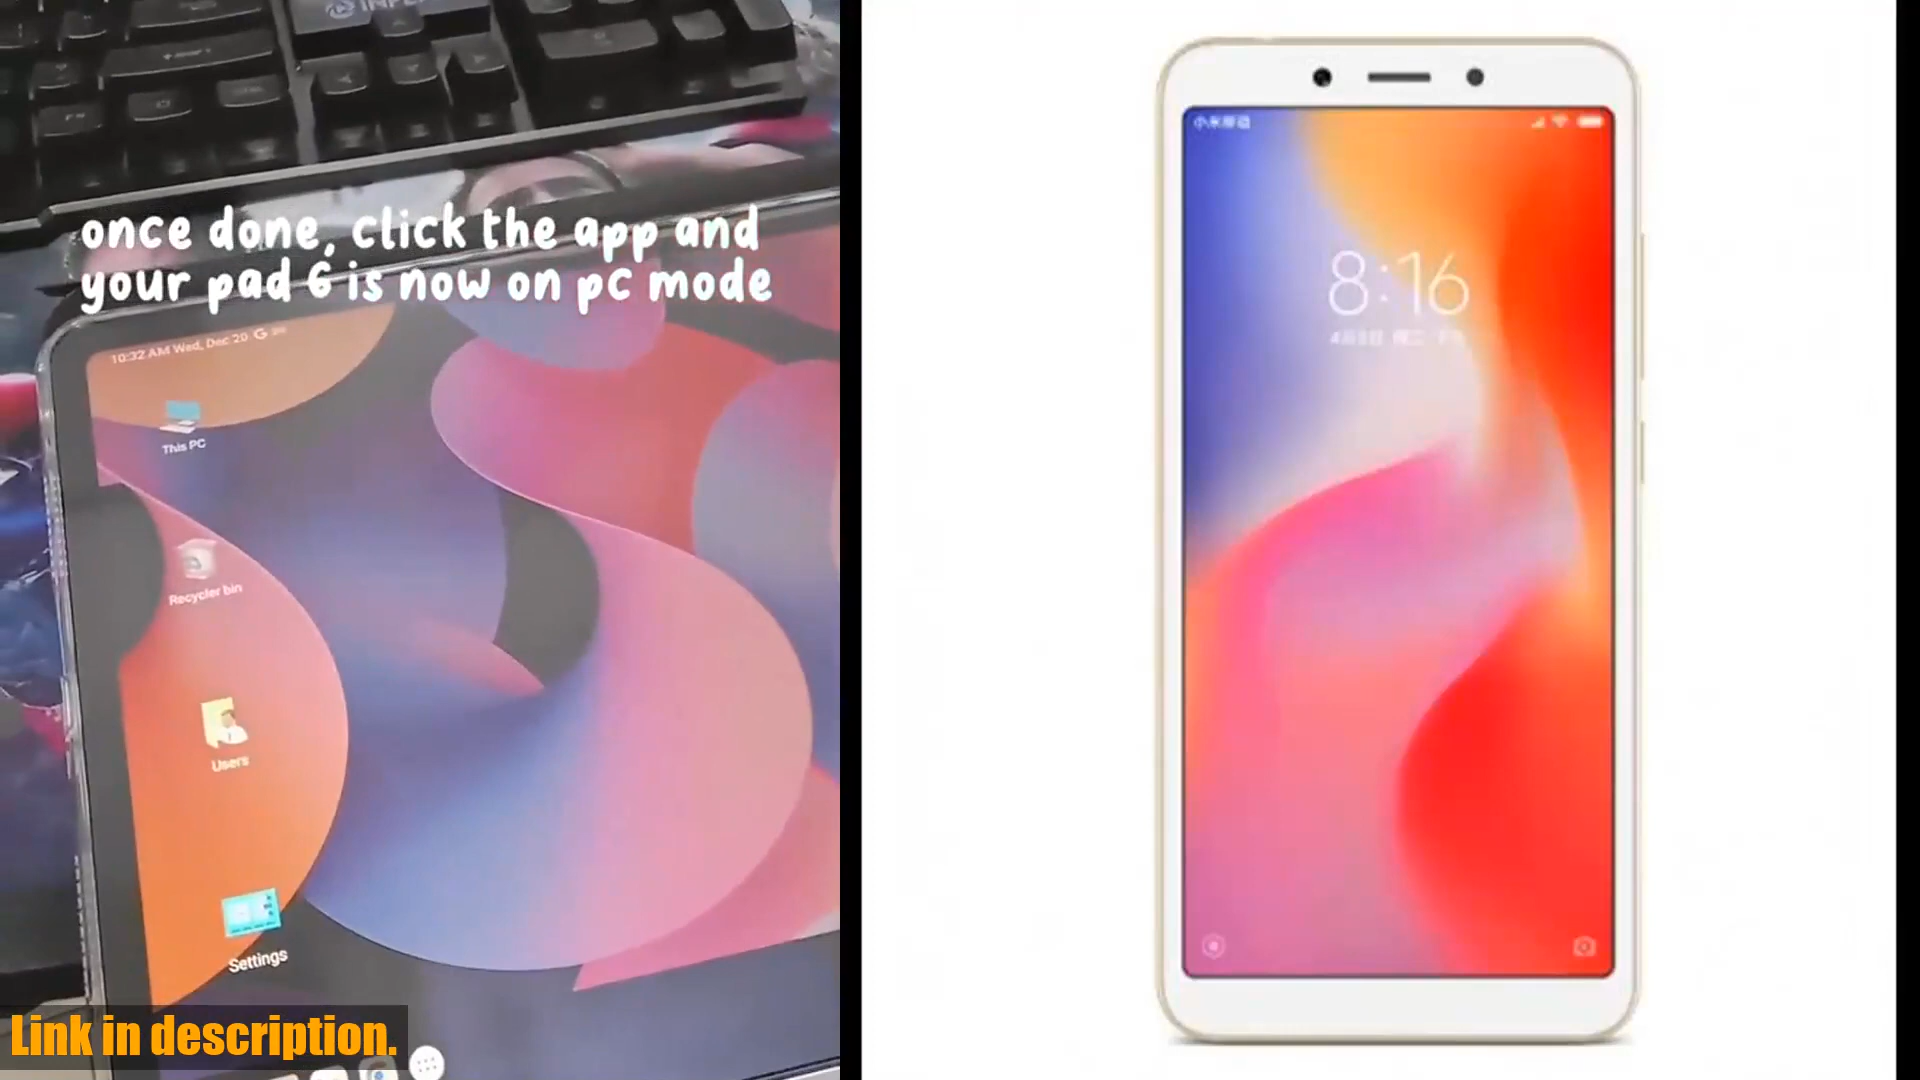 once done, click the app and
your pad 6 is now on pc mode
10:32 AM Wed, Dec 20 G
This PC
Recycler bin
Users
Settings
Link in description.
8:16